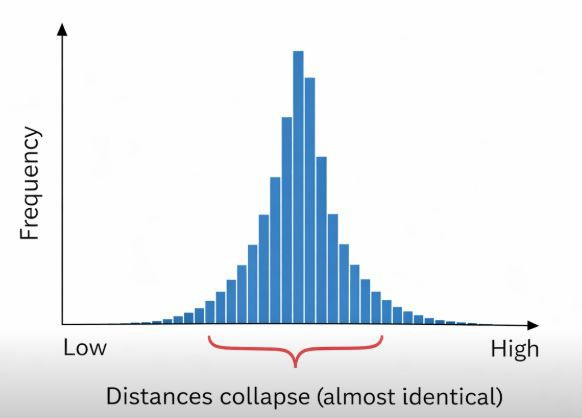 Frequency
Low
High
Distances collapse (almost identical)